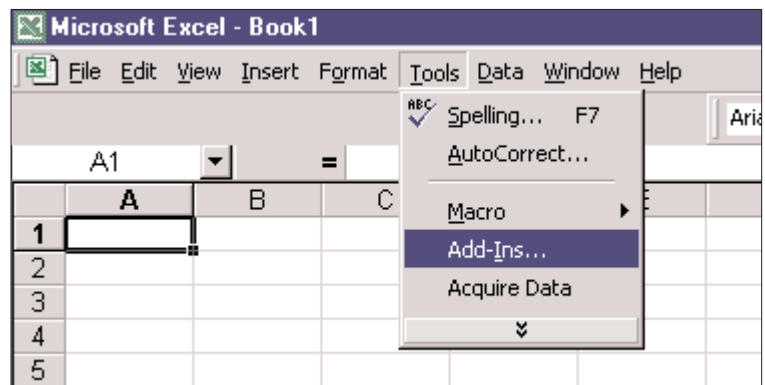 Microsoft Excel - Book1
File Edit View Insert Format Tools Data Window Help
ABC Spelling... F7
AutoCorrect...
Macro
Add-Ins...
Acquire Data
A1 =
A B C
1
2
3
4
5